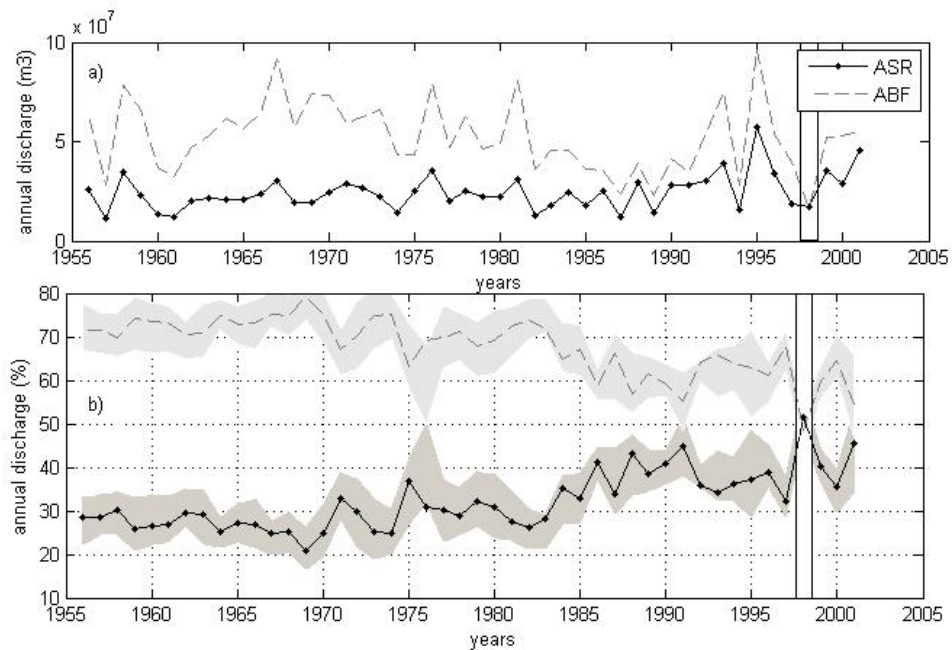 x 10^7
10
5
0
annual discharge (m3)
a)
ASR
ABF
1955 1960 1965 1970 1975 1980 1985 1990 1995 2000 2005
years
80
70
60
50
40
30
20
10
annual discharge (%)
b)
1955 1960 1965 1970 1975 1980 1985 1990 1995 2000 2005
years